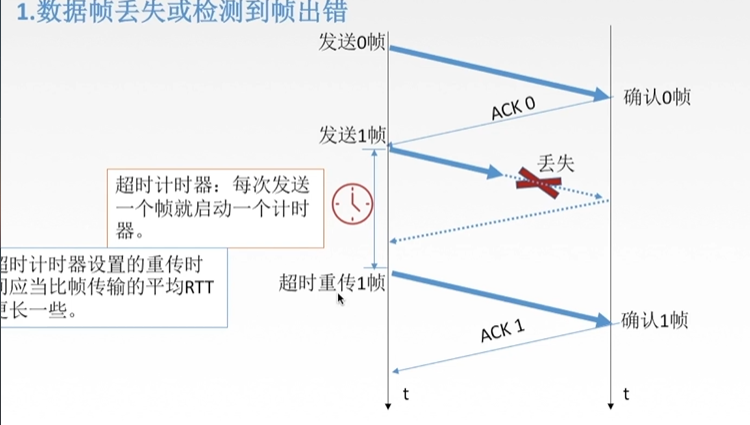 1.数据帧丢失或检测到帧出错
发送0帧
ACK 0
确认0帧
发送1帧
丢失
超时计时器：每次发送
一个帧就启动一个计时
器。
超时计时器设置的重传时
间应当比帧传输的平均RTT
更长一些。
超时重传1帧
ACK 1
确认1帧
t
t